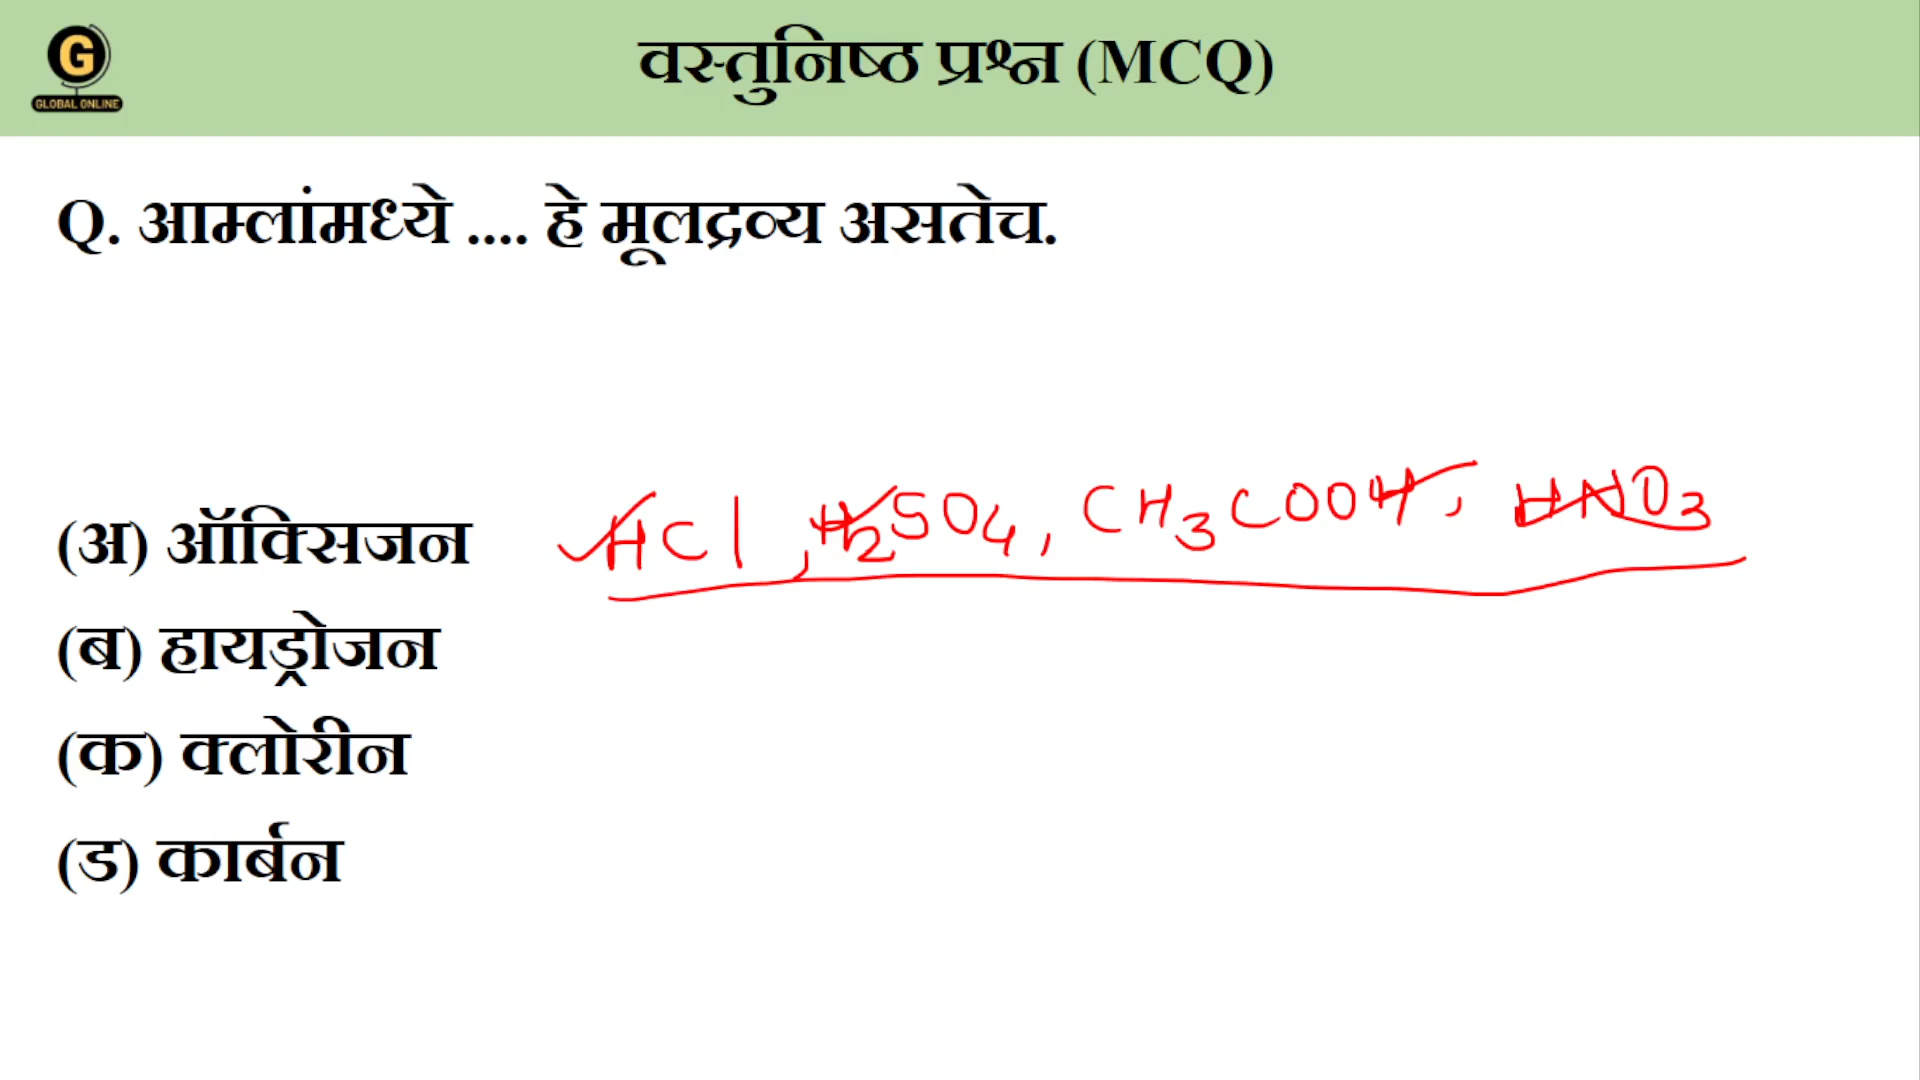 G
GLOBAL ONLINE
वस्तुनिष्ठ प्रश्न (MCQ)
Q. आम्लांमध्ये .... हे मूलद्रव्य असतेच.
(अ) ऑक्सिजन
HCl, H2SO4, CH3COOH, HNO3
(ब) हायड्रोजन
(क) क्लोरीन
(ड) कार्बन